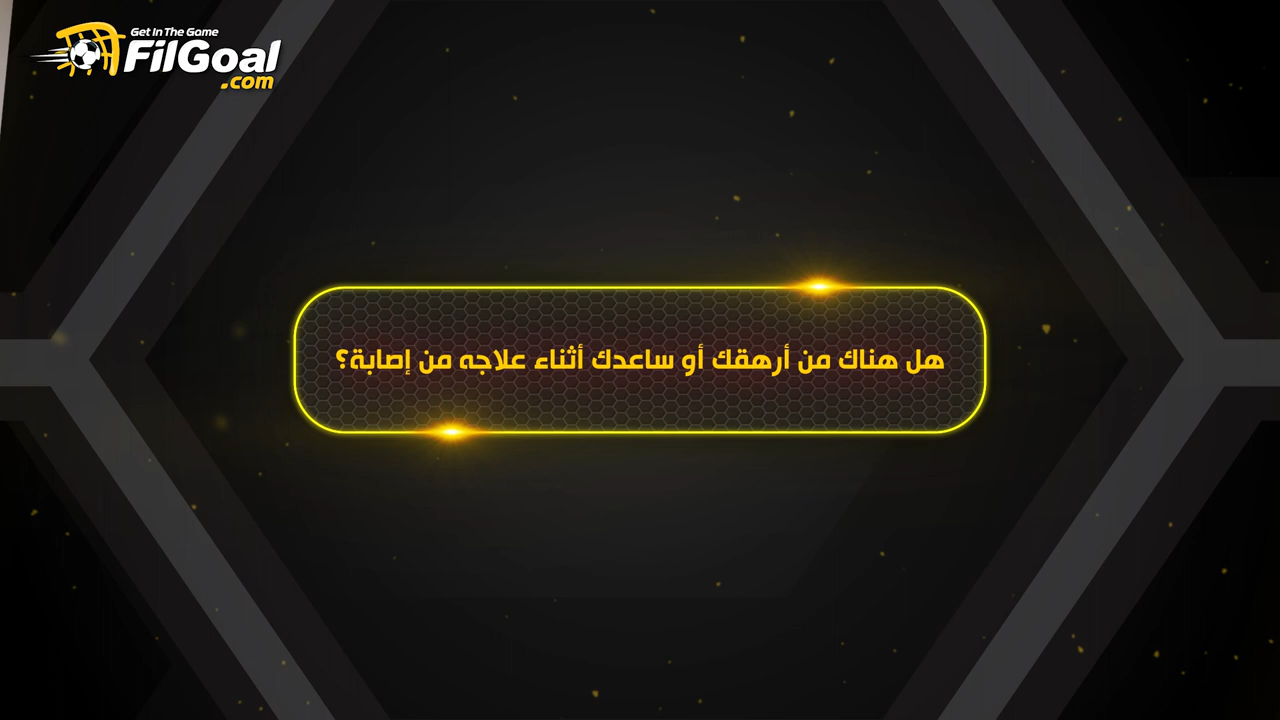 Get In The Game
FilGoal
.com
هل هناك من أرهقك أو ساعدك أثناء علاجه من إصابة؟